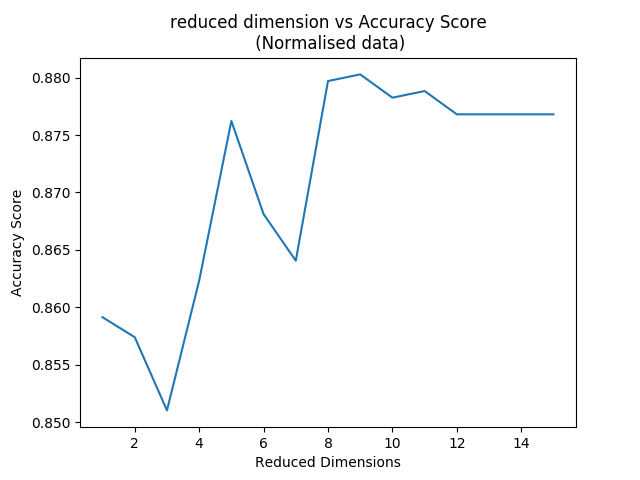 reduced dimension vs Accuracy Score
(Normalised data)
0.880
0.875
0.870
0.865
0.860
0.855
0.850
Accuracy Score
2 4 6 8 10 12 14
Reduced Dimensions